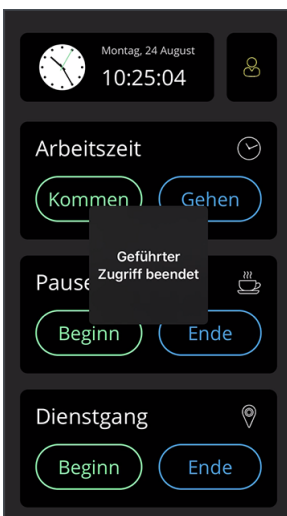 Montag, 24 August
10:25:04
Arbeitszeit
Kommen
Gehen
Geführter
Zugriff beendet
Pause
Beginn
Ende
Dienstgang
Beginn
Ende